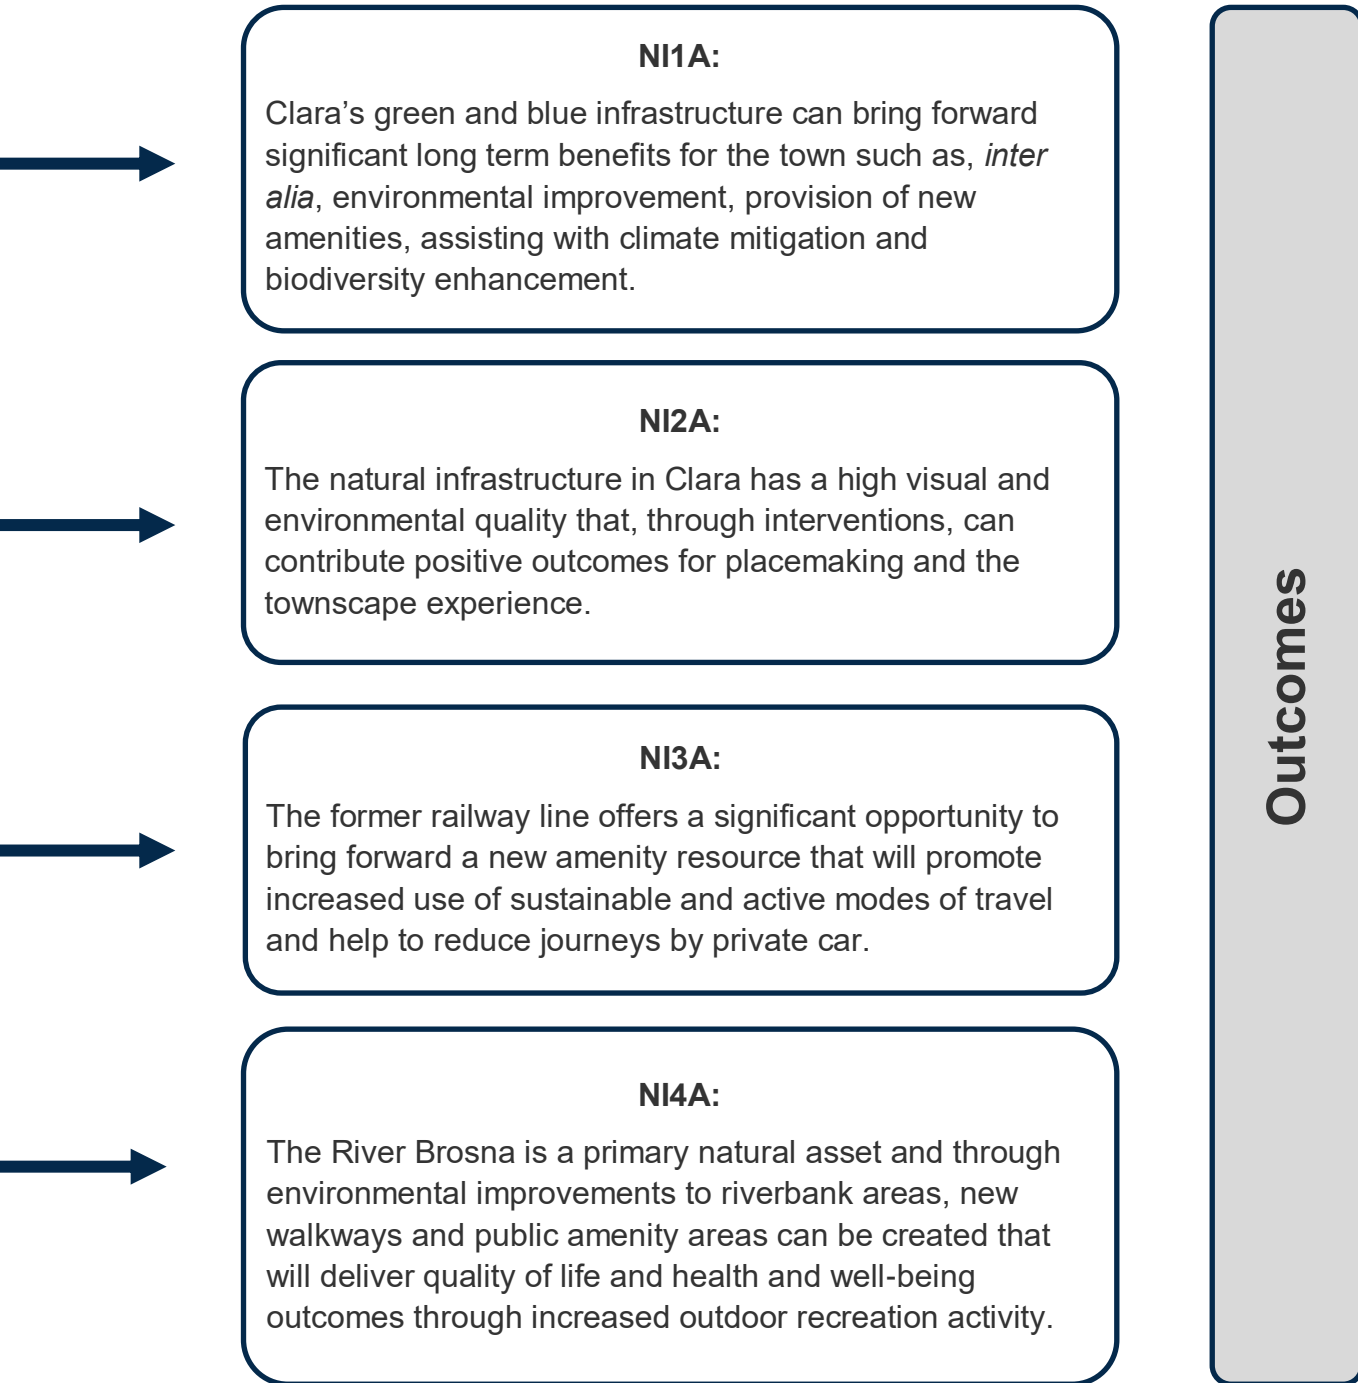 NI1A:
Clara’s green and blue infrastructure can bring forward
significant long term benefits for the town such as, inter
alia, environmental improvement, provision of new
amenities, assisting with climate mitigation and
biodiversity enhancement.
NI2A:
The natural infrastructure in Clara has a high visual and
environmental quality that, through interventions, can
contribute positive outcomes for placemaking and the
townscape experience.
NI3A:
The former railway line offers a significant opportunity to
bring forward a new amenity resource that will promote
increased use of sustainable and active modes of travel
and help to reduce journeys by private car.
NI4A:
The River Brosna is a primary natural asset and through
environmental improvements to riverbank areas, new
walkways and public amenity areas can be created that
will deliver quality of life and health and well-being
outcomes through increased outdoor recreation activity.
Outcomes